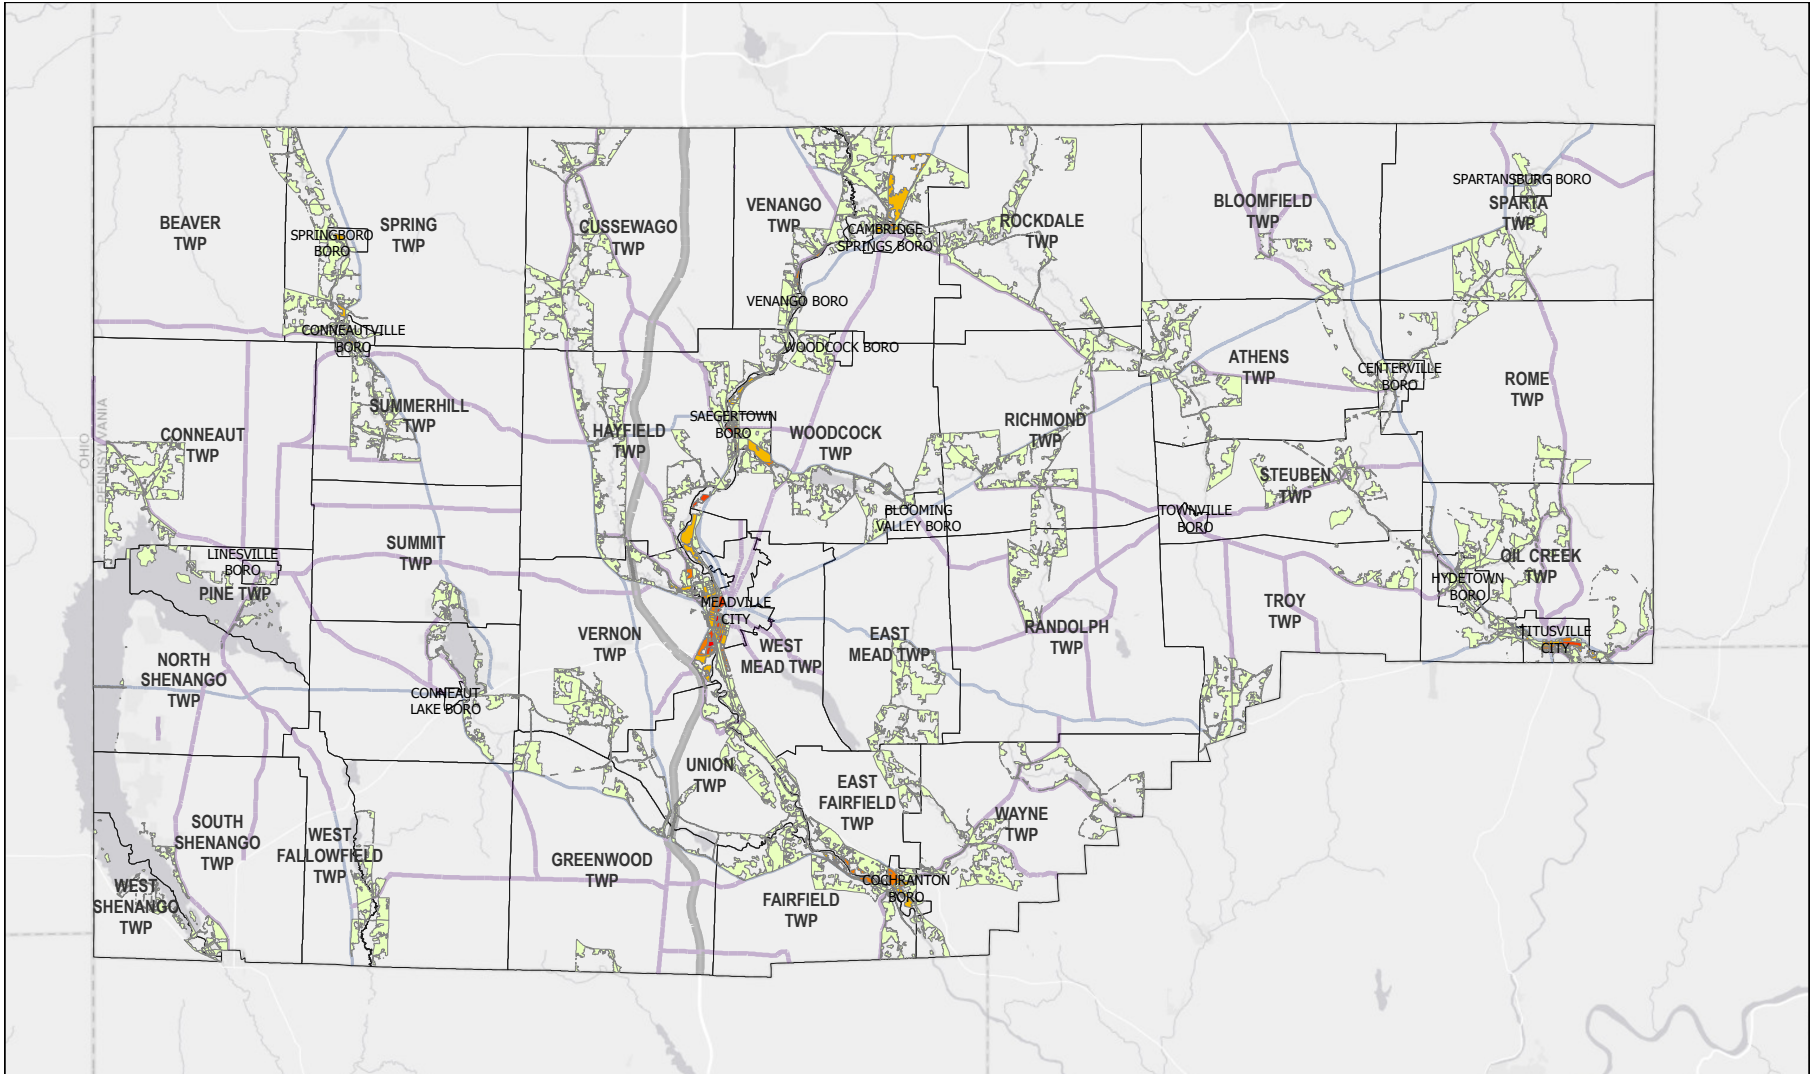 SPARTANSBURG BORO
BEAVER
TWP
SPRING
TWP
SPRINGBORO
BORO
CUSSEWAGO
TWP
VENANGO
TWP
CAMBRIDGE
SPRINGS BORO
ROCKDALE
TWP
BLOOMFIELD
TWP
SPARTA
TWP
VENANGO BORO
CONNEAUTVILLE
BORO
WOODCOCK BORO
ATHENS
TWP
CENTERVILLE
BORO
ROME
TWP
SUMMERHILL
TWP
SAEGERTOWN
BORO
HAYFIELD
TWP
WOODCOCK
TWP
RICHMOND
TWP
OHIO
PENNSYLVANIA
CONNEAUT
TWP
STEUBEN
TWP
BLOOMING
VALLEY BORO
TOWNVILLE
BORO
SUMMIT
TWP
LINESVILLE
BORO
PINE TWP
OIL CREEK
TWP
HYDETOWN
BORO
MEADVILLE
CITY
TROY
TWP
VERNON
TWP
WEST
MEAD TWP
EAST
MEAD TWP
RANDOLPH
TWP
TITUSVILLE
CITY
NORTH
SHENANGO
TWP
CONNEAUT
LAKE BORO
UNION
TWP
EAST
FAIRFIELD
TWP
WAYNE
TWP
SOUTH
SHENANGO
TWP
WEST
FALLOWFIELD
TWP
GREENWOOD
TWP
COCHRANTON
BORO
FAIRFIELD
TWP
WEST
SHENANGO
TWP